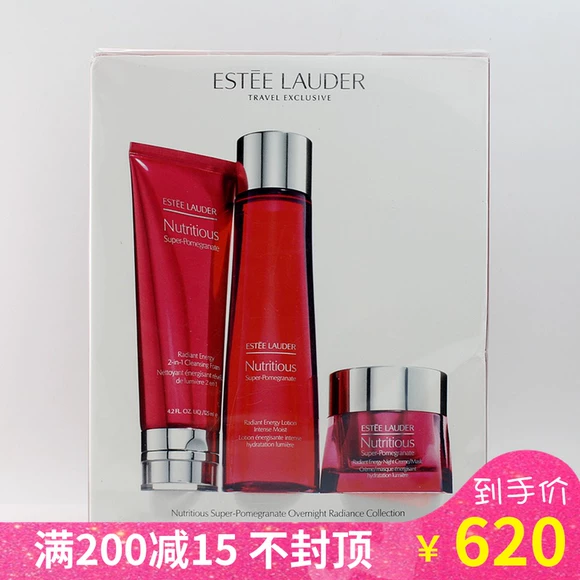 ESTĒE LAUDER
TRAVEL EXCLUSIVE
ESTĒE LAUDER
Nutritious
Super-Pomegranate
Radiant Energy
2-in-1 Cleansing Foam
Nettoyant énergisant
de lumière 2 en 1
4.2 FL. OZ. LIQ./125 ml
ESTĒE LAUDER
Nutritious
Super-Pomegranate
Radiant Energy Lotion
Intense Moist
Lotion énergisante intense
hydratation lumière
ESTĒE LAUDER
Nutritious
Super-Pomegranate
Radiant Energy Night Creme/Mask
Crème/masque énergisant
hydratation lumière
Nutritious Super-Pomegranate Overnight Radiance Collection
到手价
满200减15 不封顶
¥ 620